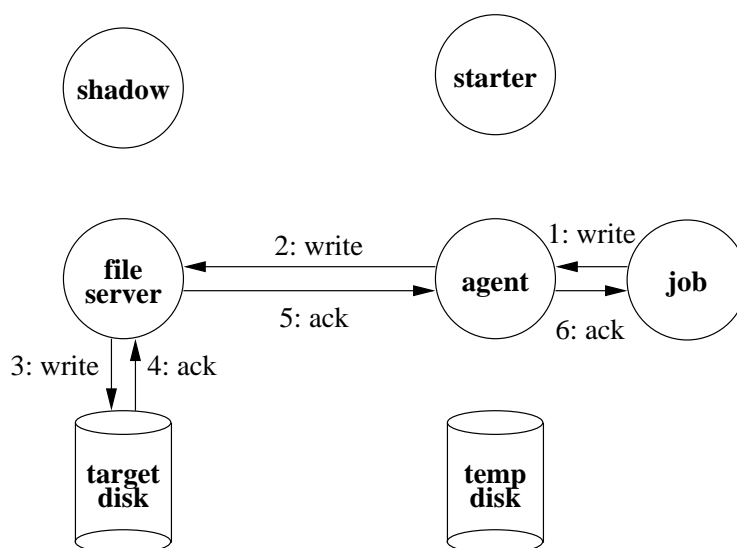 shadow
starter
2: write
1: write
file
server
agent
job
5: ack
6: ack
3: write
4: ack
target
disk
temp
disk